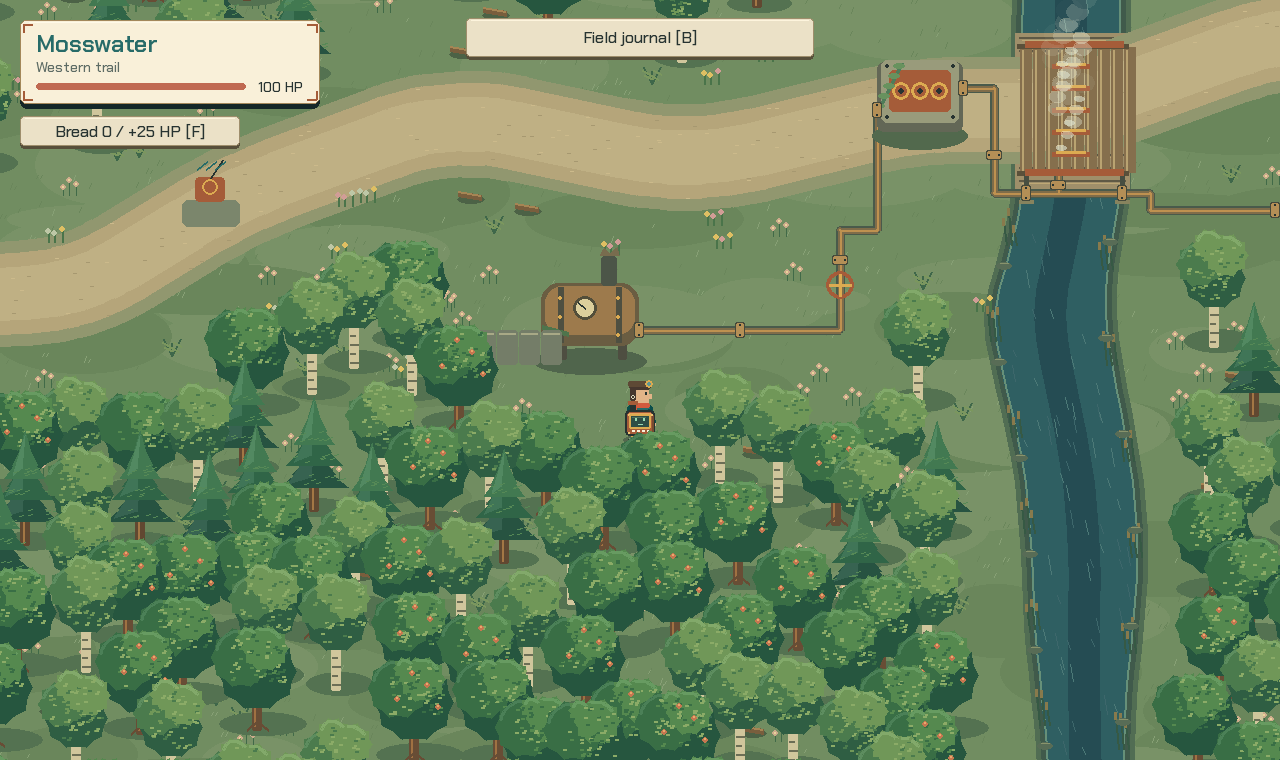 Mosswater
Western trail
100 HP
Field journal [B]
Bread 0 / +25 HP [F]